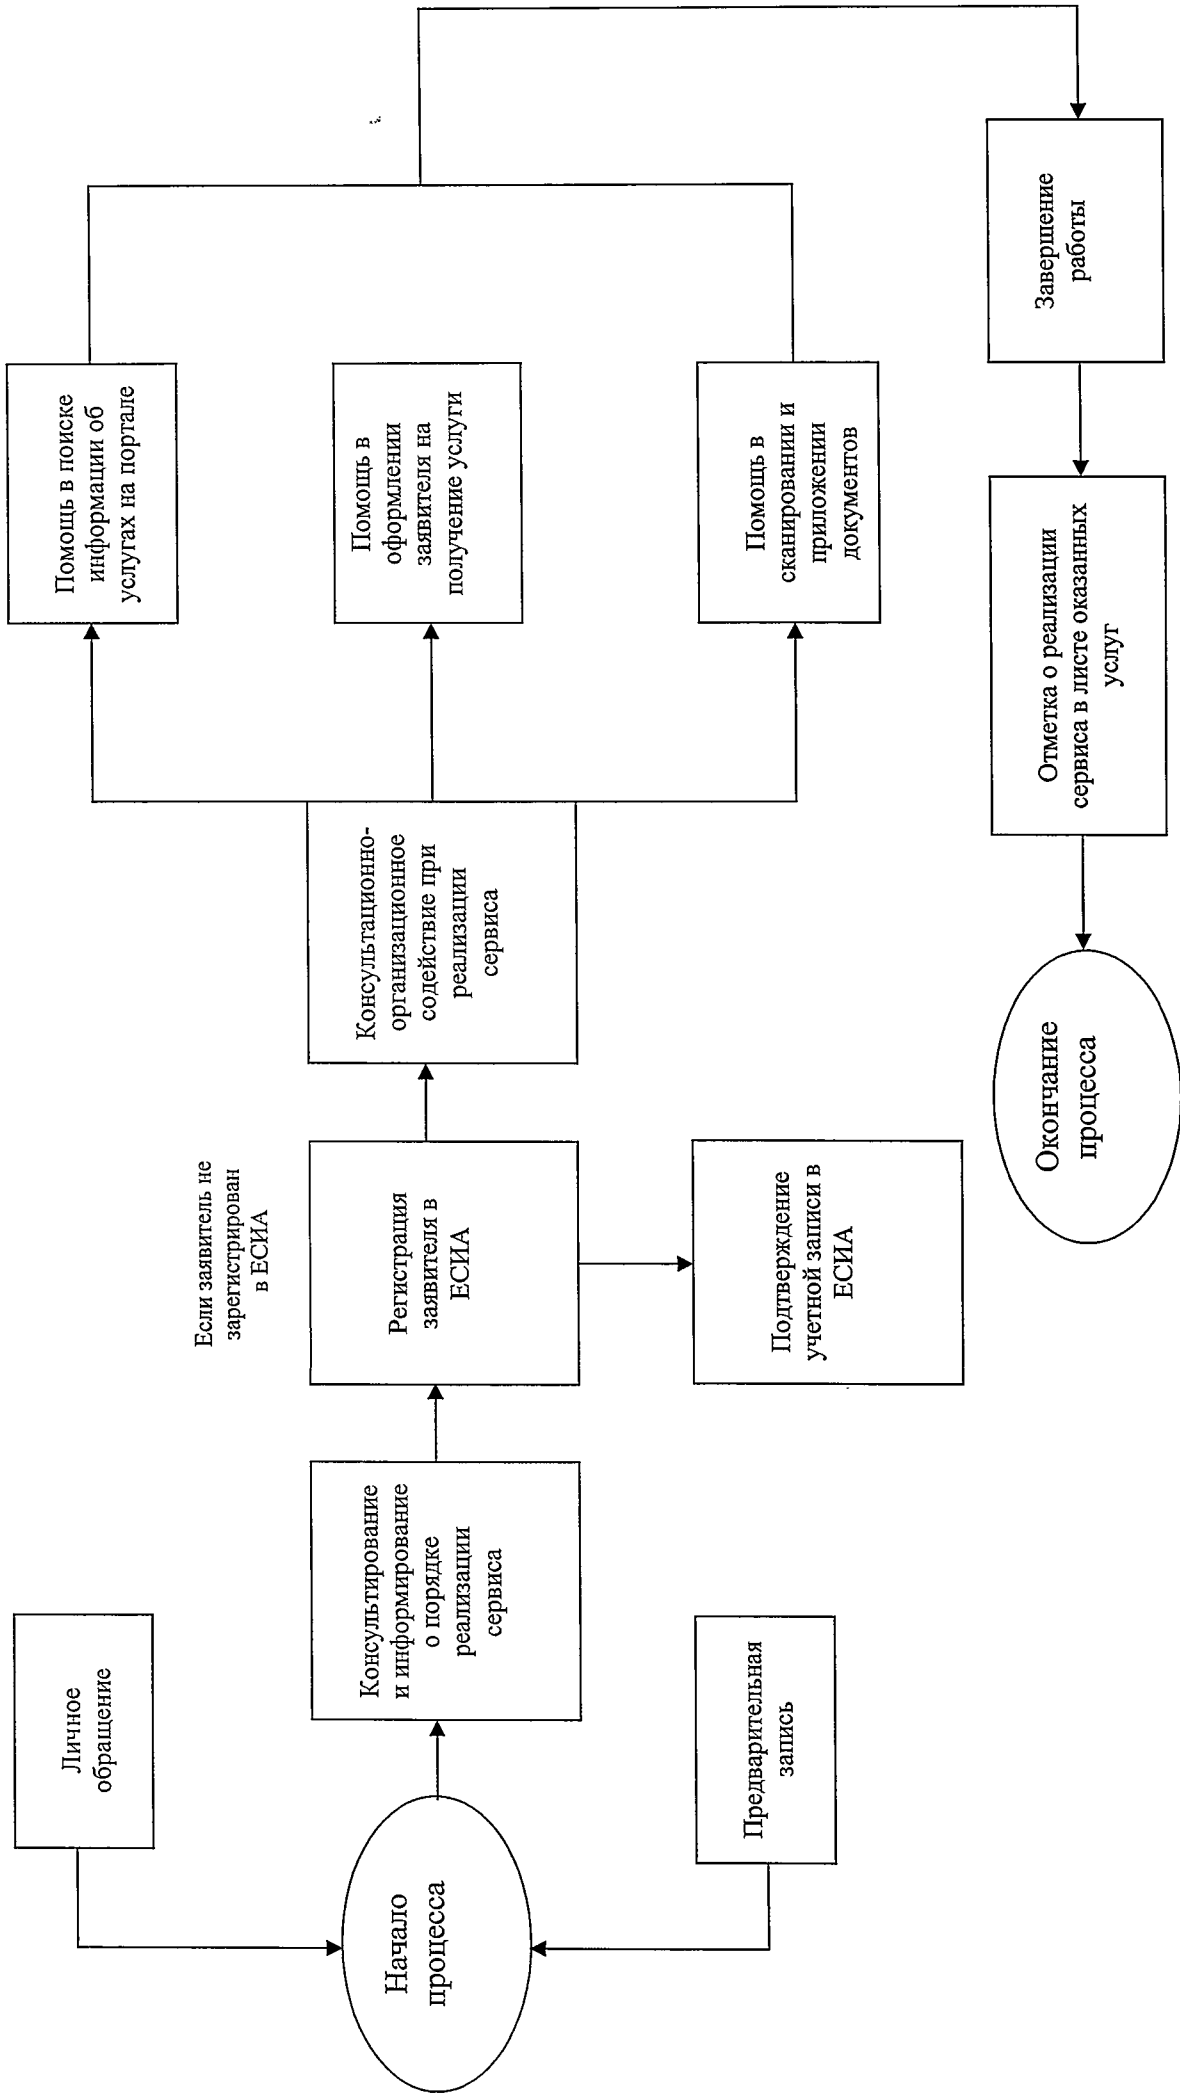 Личное
обращение
Начало
процесса
Предварительная
запись
Консультирование
и информирование
о порядке
реализации
сервиса
Если заявитель не
зарегистрирован
в ЕСИА
Регистрация
заявителя в
ЕСИА
Подтверждение
учетной записи в
ЕСИА
Консультационно-
организационное
содействие при
реализации
сервиса
Помощь в поиске
информации об
услугах на портале
Помощь в
оформлении
заявителя на
получение услуги
Помощь в
сканировании и
приложении
документов
Завершение
работы
Отметка о реализации
сервиса в листе оказанных
услуг
Окончание
процесса